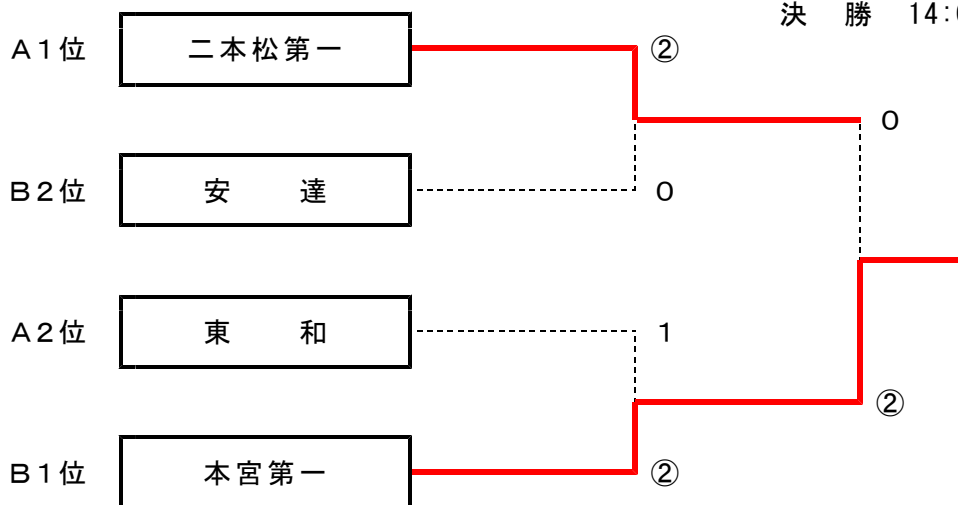 決 勝 14:0
A1位 二本松第一 ②
0
B2位 安 達 0
A2位 東 和 1
②
B1位 本宮第一 ②